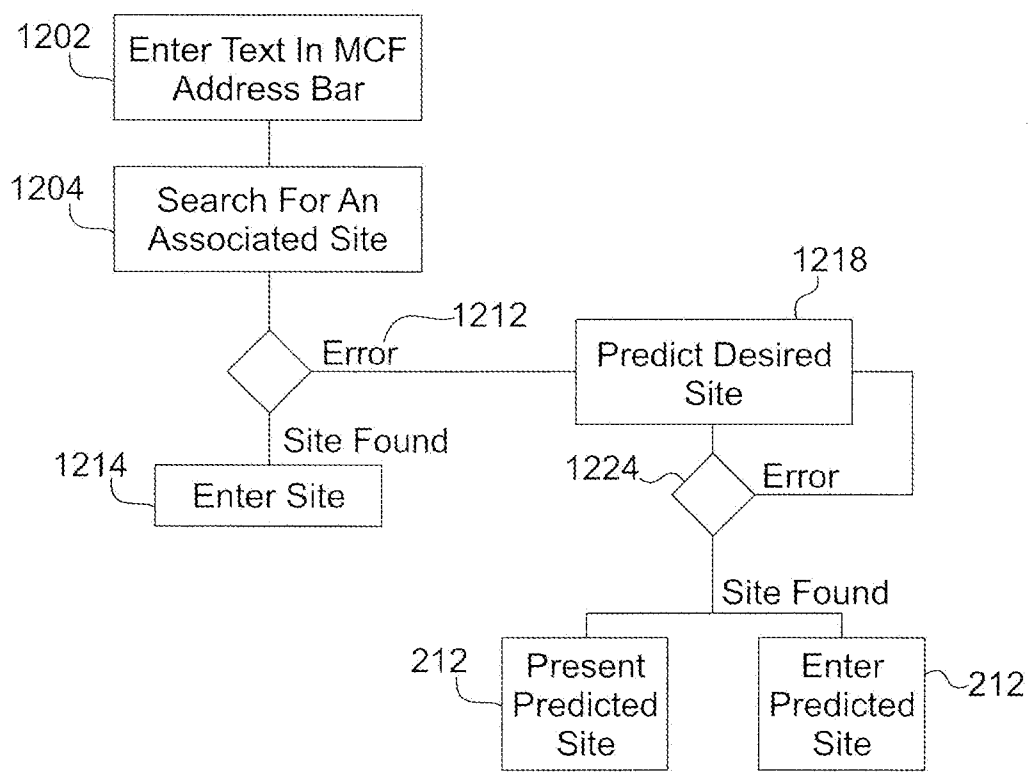 1202
Enter Text In MCF
Address Bar
1204
Search For An
Associated Site
1212
Error
1218
Predict Desired
Site
Site Found
1214
Enter Site
1224
Error
Site Found
212
Present
Predicted
Site
Enter
Predicted
Site
212